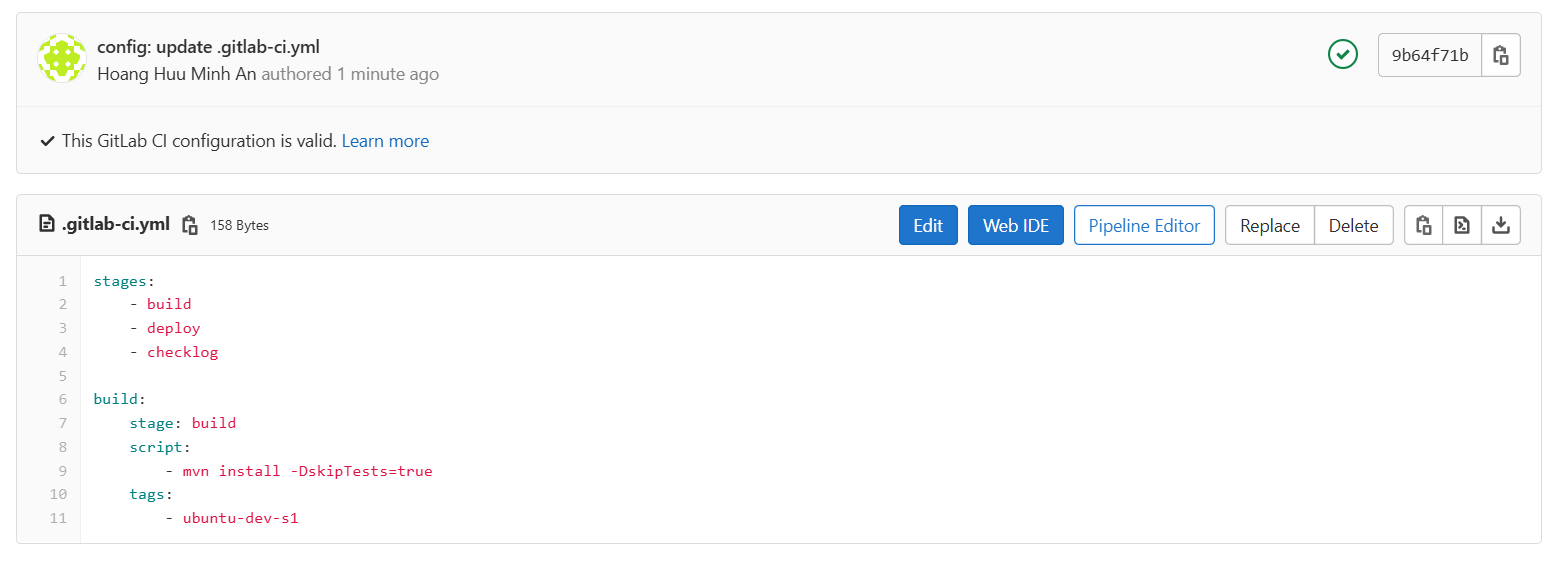 config: update .gitlab-ci.yml
Hoang Huu Minh An authored 1 minute ago
9b64f71b
This GitLab CI configuration is valid. Learn more
.gitlab-ci.yml 158 Bytes Edit Web IDE Pipeline Editor Replace Delete
1 stages:
2     - build
3     - deploy
4     - checklog
5
6 build:
7     stage: build
8     script:
9         - mvn install -DskipTests=true
10     tags:
11         - ubuntu-dev-s1